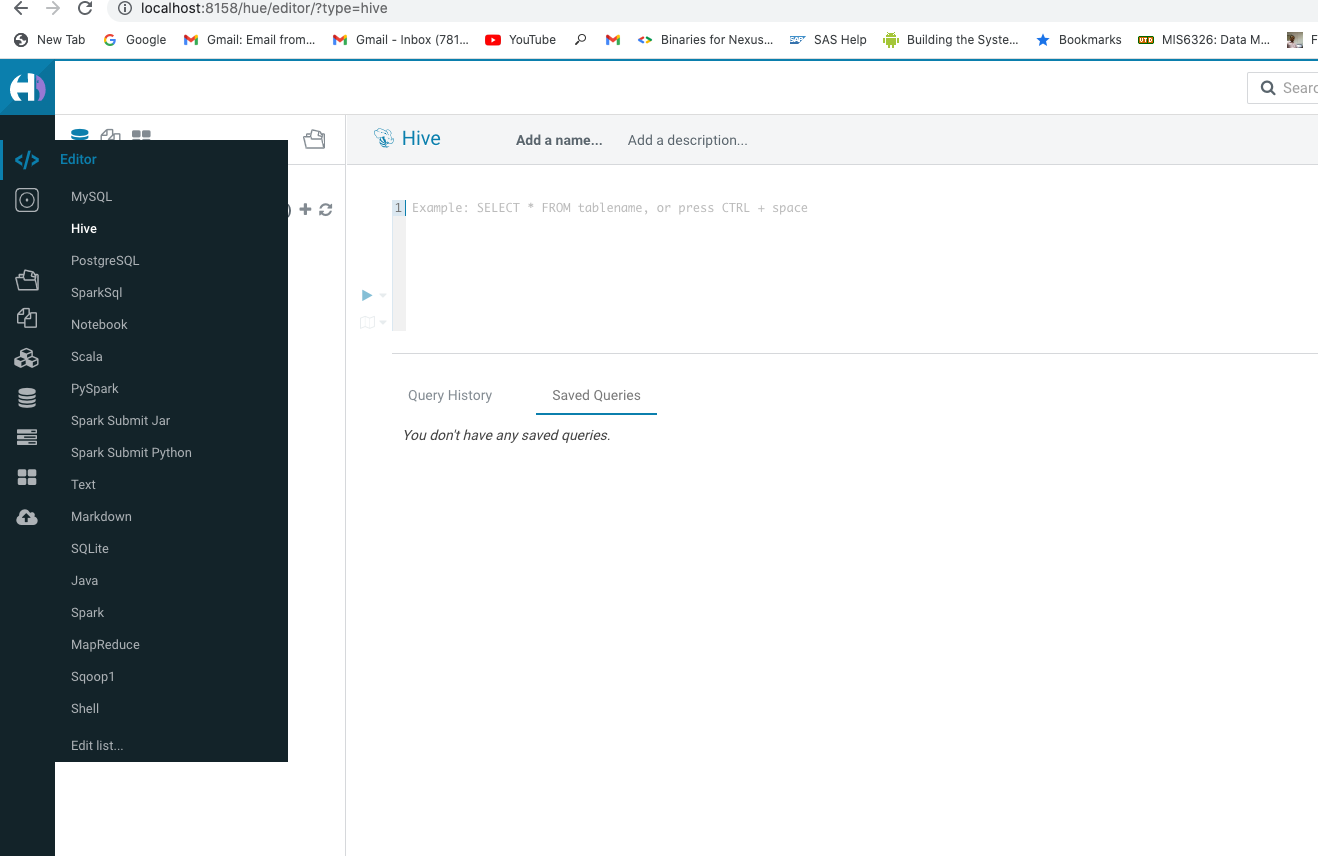 localhost:8158/hue/editor/?type=hive
New Tab
Google
Gmail: Email from...
Gmail - Inbox (781...
YouTube
Binaries for Nexus...
SAS Help
Building the Syste...
Bookmarks
UTD
MIS6326: Data M...
F
Searc
Hive
Add a name...
Add a description...
Editor
MySQL
Hive
PostgreSQL
SparkSql
Notebook
Scala
PySpark
Spark Submit Jar
Spark Submit Python
Text
Markdown
SQLite
Java
Spark
MapReduce
Sqoop1
Shell
Edit list...
)
1 Example: SELECT * FROM tablename, or press CTRL + space
Query History
Saved Queries
You don't have any saved queries.